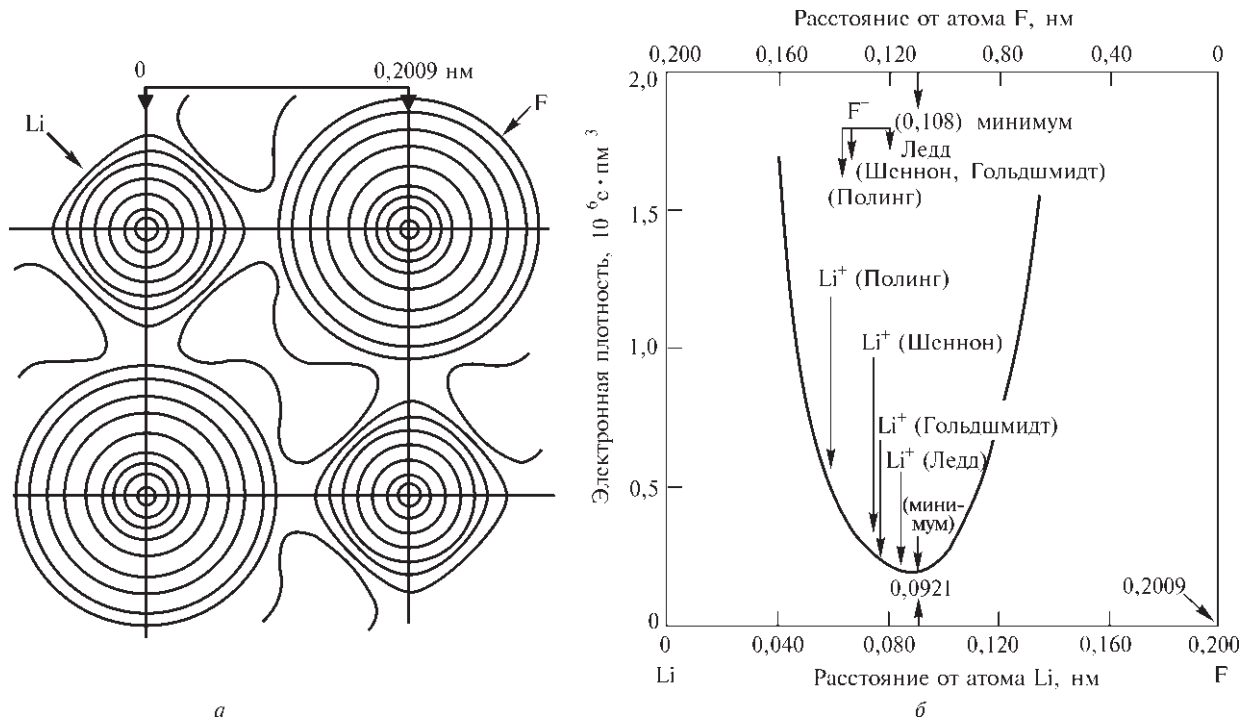 0
0,2009 нм
Li
F
а
Расстояние от атома F, нм
0,200
0,160
0,120
0,110
0,80
0,40
0
2,0
1,5
1,0
0,5
0
Электронная плотность, 10⁶с · пм³
F⁻
(0,108) минимум
Ледд
(Шеннон, Гольдшмидт)
(Полинг)
Li⁺ (Полинг)
Li⁺ (Шеннон)
Li⁺ (Гольдшмидт)
Li⁺ (Ледд)
(мини-
мум)
0,0921
0,2009
0
0,040
0,080
0,120
0,160
0,200
Li
Расстояние от атома Li, нм
F
б